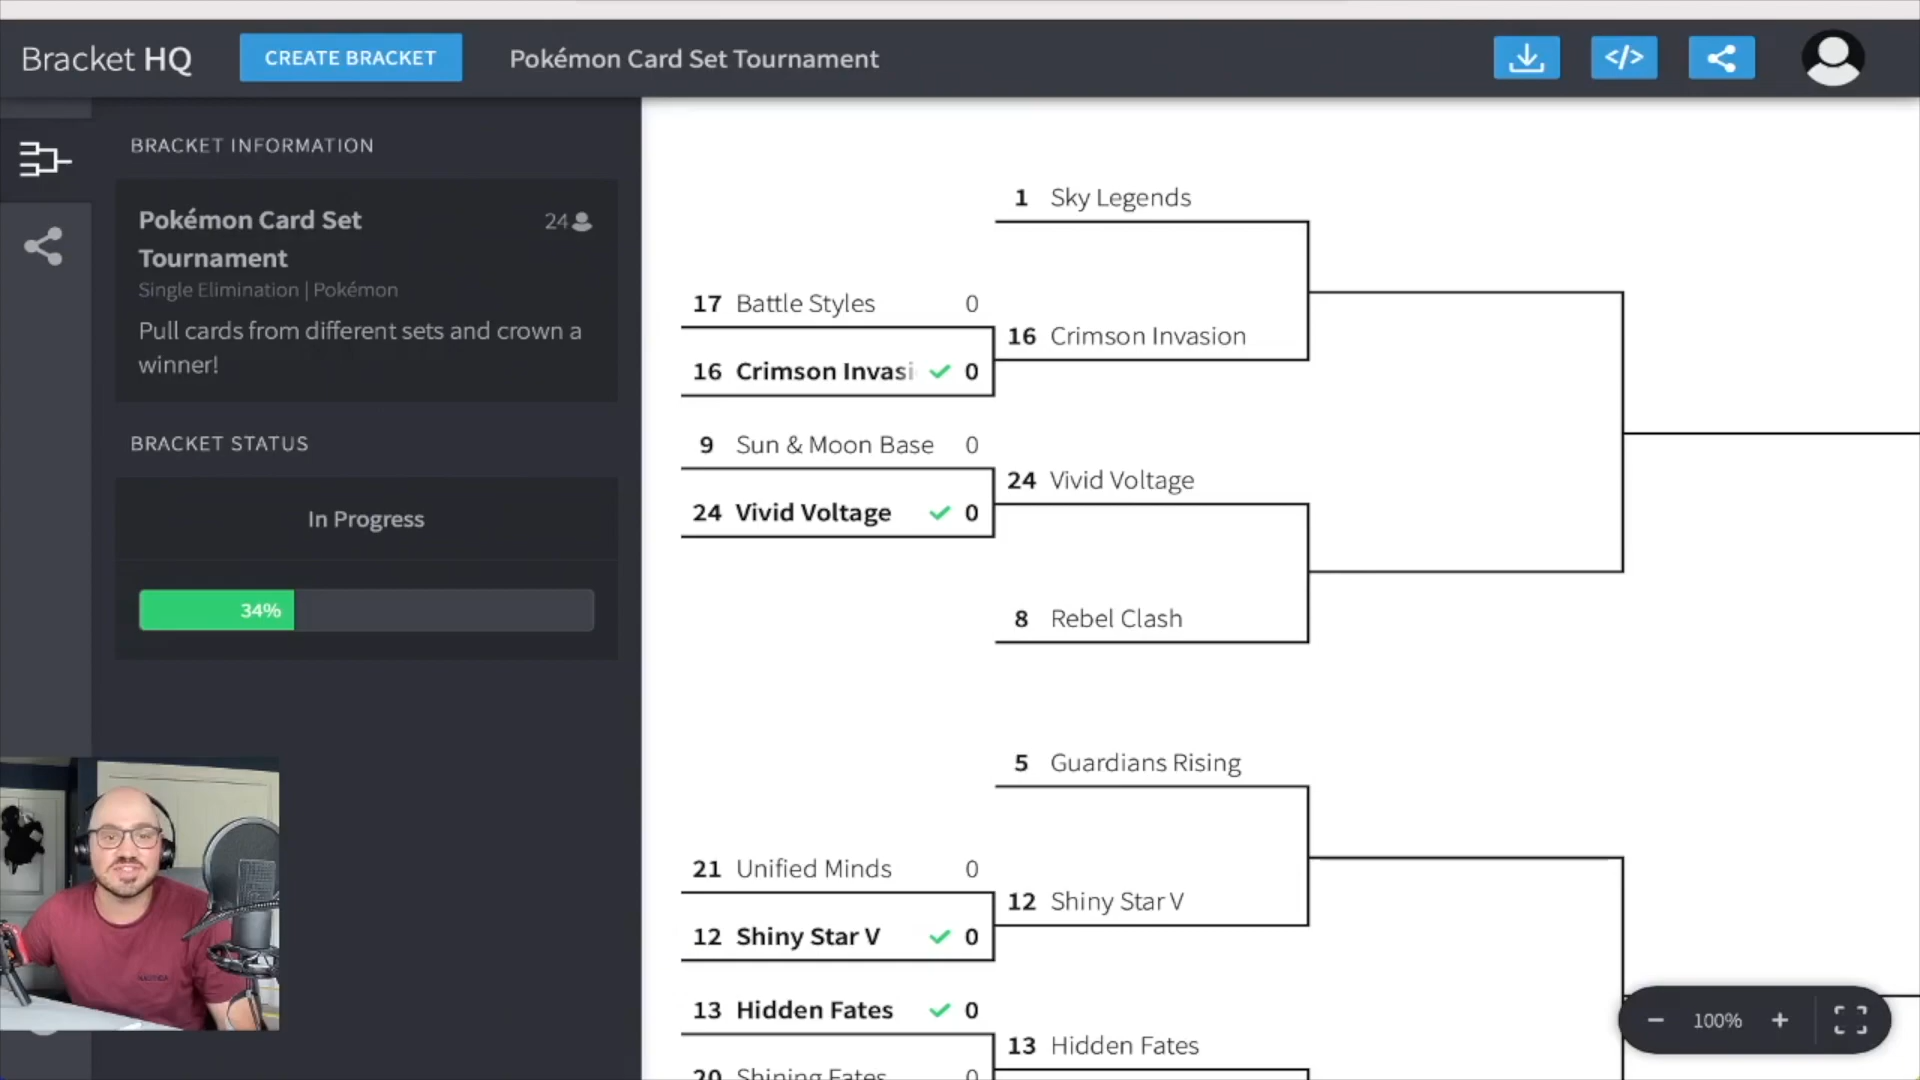 Bracket HQ
CREATE BRACKET
Pokémon Card Set Tournament
BRACKET INFORMATION
Pokémon Card Set
Tournament
24
Single Elimination | Pokémon
Pull cards from different sets and crown a
winner!
BRACKET STATUS
In Progress
34%
1 Sky Legends
17 Battle Styles 0
16 Crimson Invasion
16 Crimson Invasi 0
9 Sun & Moon Base 0
24 Vivid Voltage
24 Vivid Voltage 0
8 Rebel Clash
5 Guardians Rising
21 Unified Minds 0
12 Shiny Star V
12 Shiny Star V 0
13 Hidden Fates 0
13 Hidden Fates
20 Shining Fates 0
− 100% +